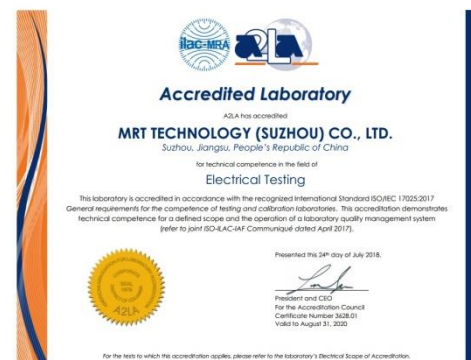 ilac-MRA
A2LA
Accredited Laboratory
A2LA has accredited
MRT TECHNOLOGY (SUZHOU) CO., LTD.
Suzhou, Jiangsu, People's Republic of China
for technical competence in the field of
Electrical Testing
This laboratory is accredited in accordance with the recognized International Standard ISO/IEC 17025:2017
General requirements for the competence of testing and calibration laboratories. This accreditation demonstrates
technical competence for a defined scope and the operation of a laboratory quality management system
(refer to joint ISO-ILAC-IAF Communiqué dated April 2017).
Presented this 24th day of July 2018.
President and CEO
For the Accreditation Council
Certificate Number 3628.01
Valid to August 31, 2020
CORPORATE
SEAL
1978
A2LA
For the tests to which this accreditation applies, please refer to the laboratory's Electrical Scope of Accreditation.